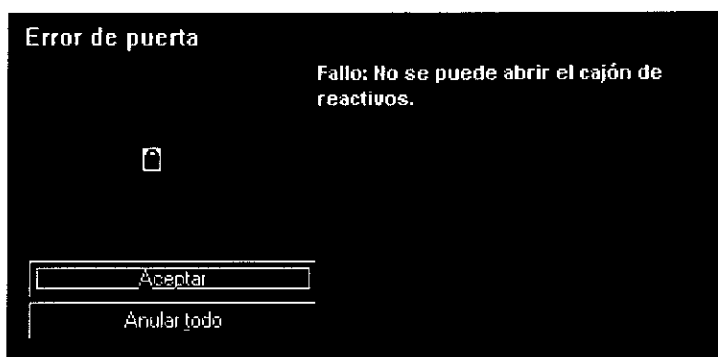 Error de puerta
Fallo: No se puede abrir el cajón de
reactivos.
Aceptar
Anular todo